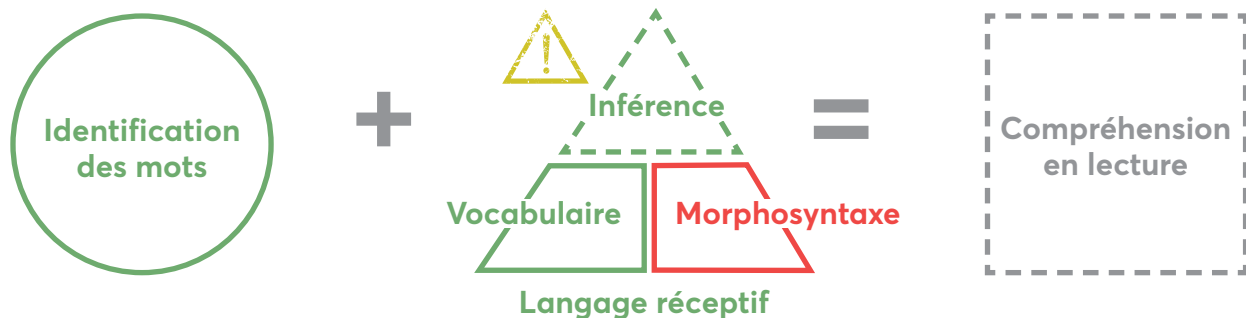 Identification
des mots
+
Inférence
Vocabulaire
Morphosyntaxe
Langage réceptif
=
Compréhension
en lecture